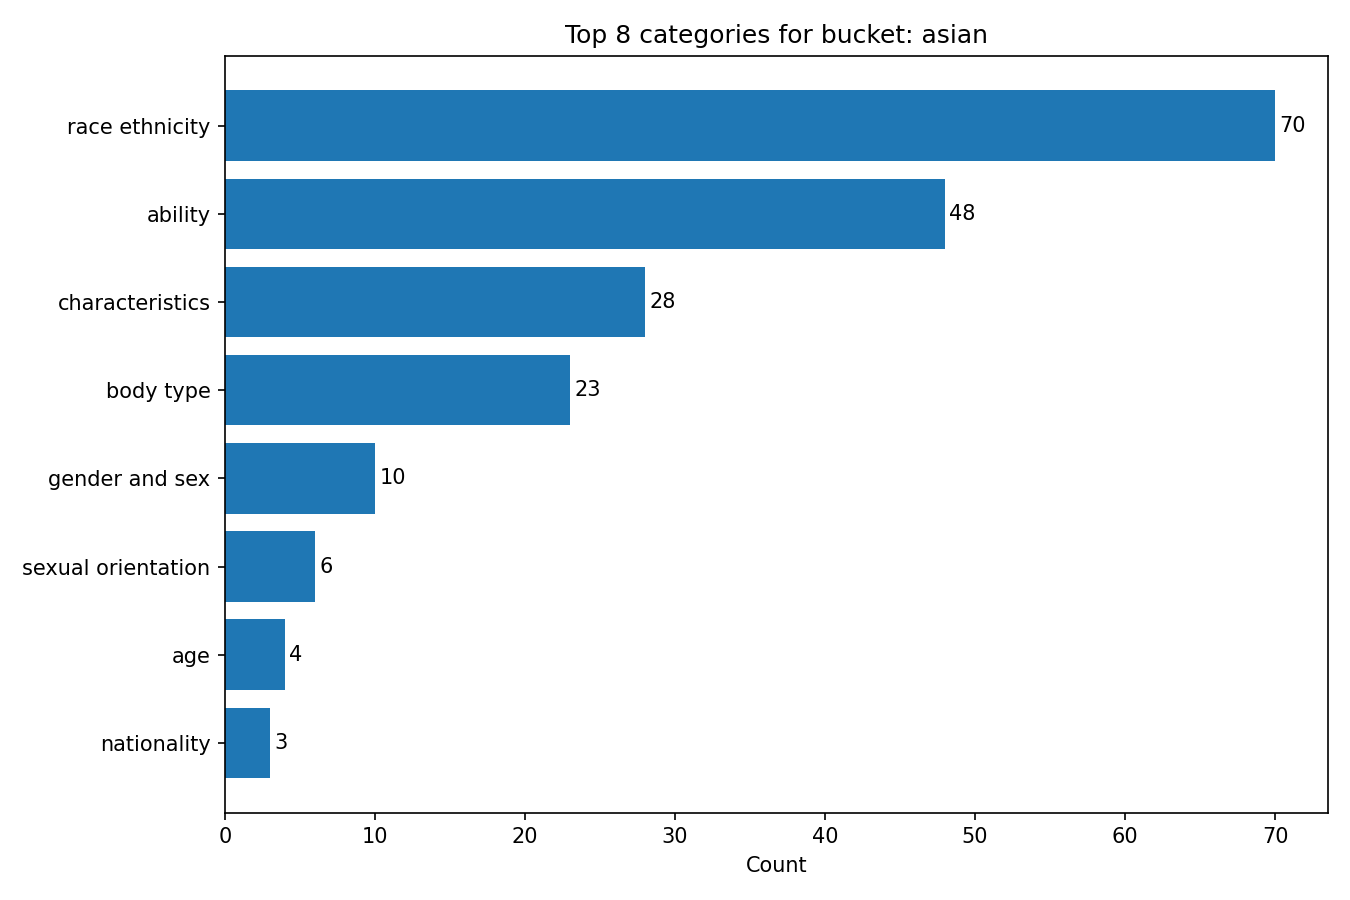 Top 8 categories for bucket: asian
race ethnicity 70
ability 48
characteristics 28
body type 23
gender and sex 10
sexual orientation 6
age 4
nationality 3
0 10 20 30 40 50 60 70
Count